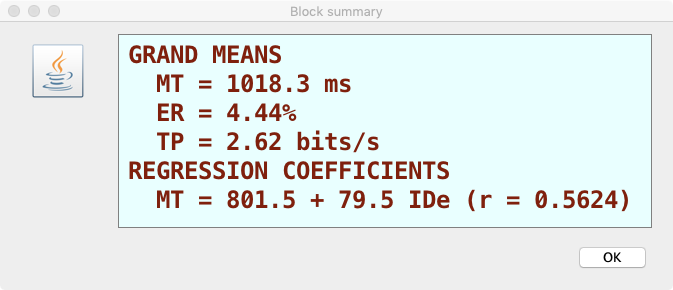 Block summary
GRAND MEANS
MT = 1018.3 ms
ER = 4.44%
TP = 2.62 bits/s
REGRESSION COEFFICIENTS
MT = 801.5 + 79.5 IDe (r = 0.5624)
OK